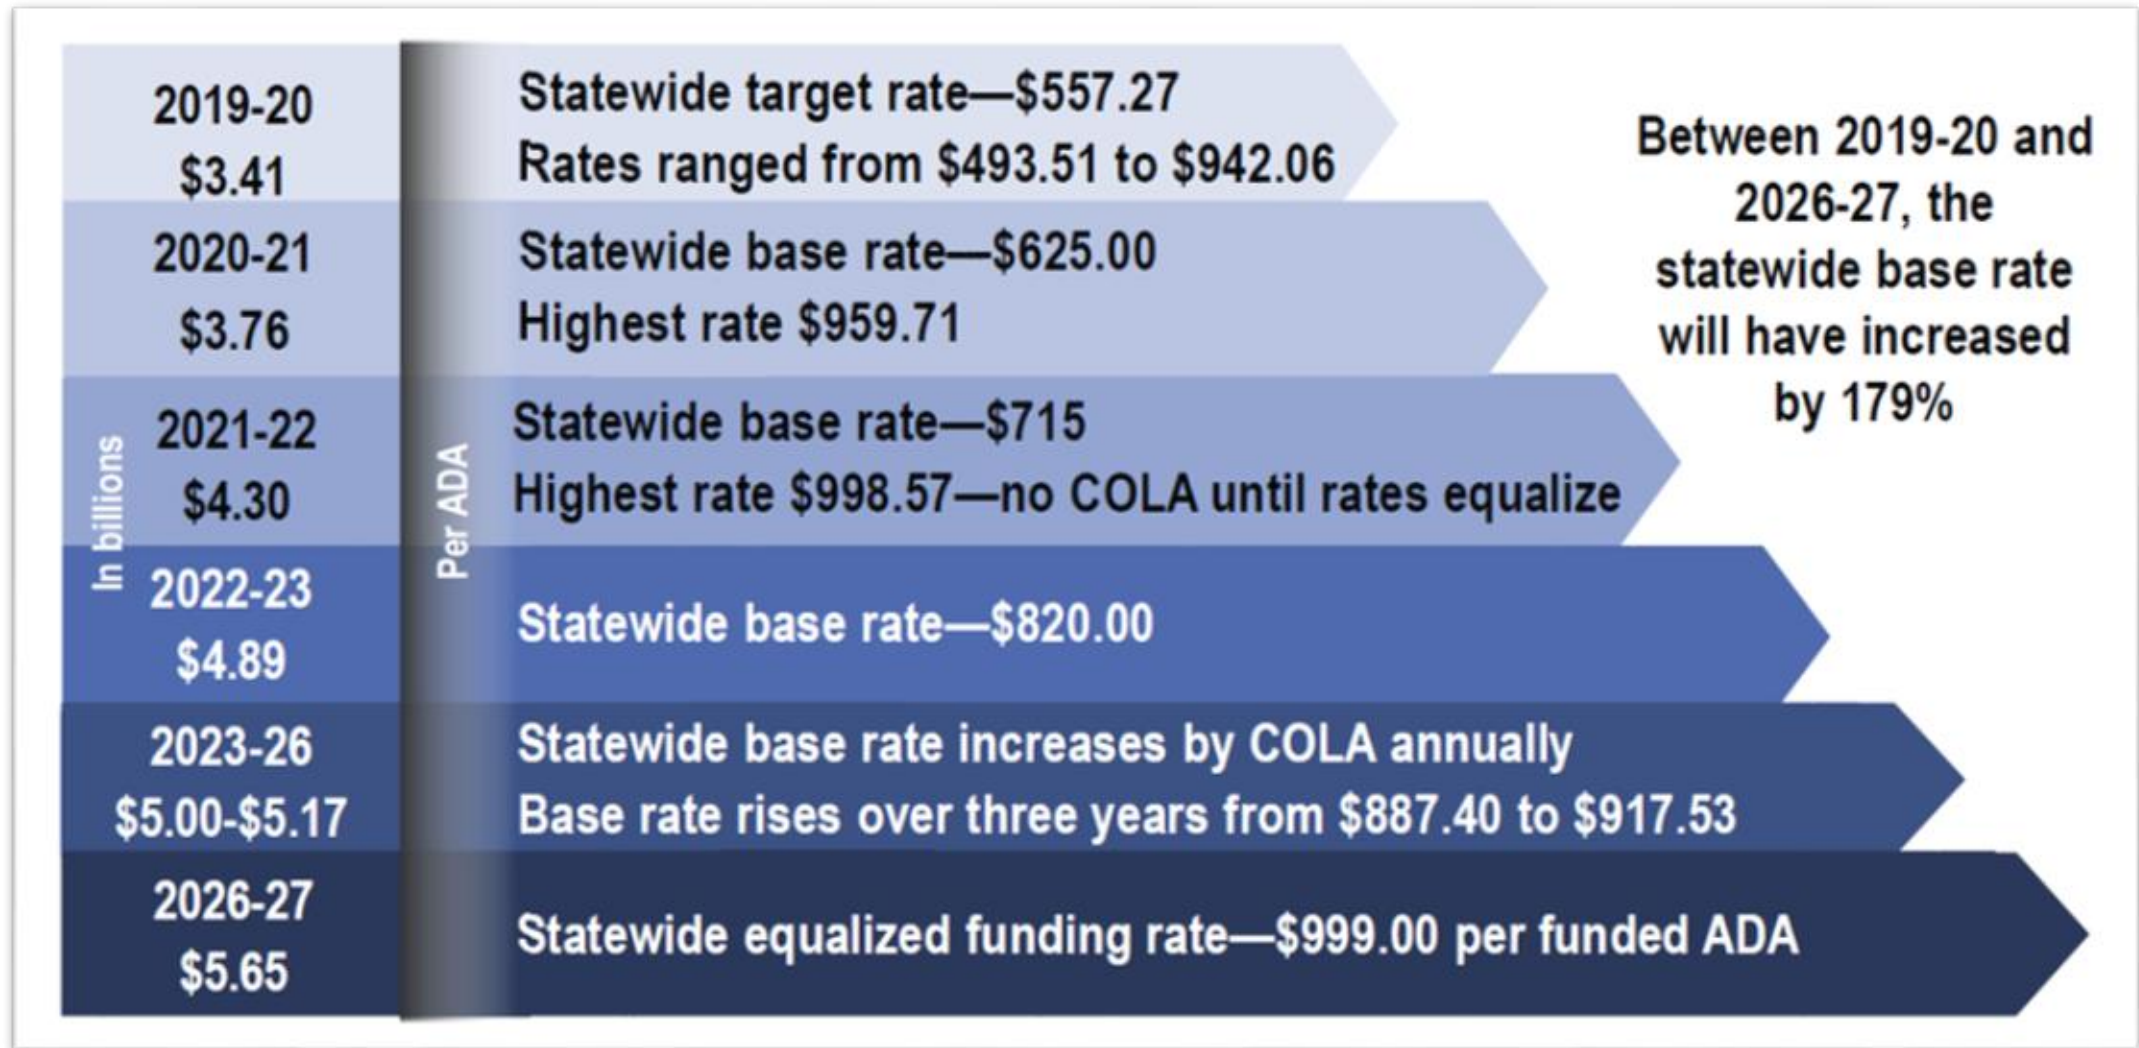 2019-20
$3.41
Statewide target rate—$557.27
Rates ranged from $493.51 to $942.06
2020-21
$3.76
Statewide base rate—$625.00
Highest rate $959.71
2021-22
$4.30
Statewide base rate—$715
Highest rate $998.57—no COLA until rates equalize
2022-23
$4.89
Statewide base rate—$820.00
2023-26
$5.00-$5.17
Statewide base rate increases by COLA annually
Base rate rises over three years from $887.40 to $917.53
2026-27
$5.65
Statewide equalized funding rate—$999.00 per funded ADA
In billions
Per ADA
Between 2019-20 and
2026-27, the
statewide base rate
will have increased
by 179%